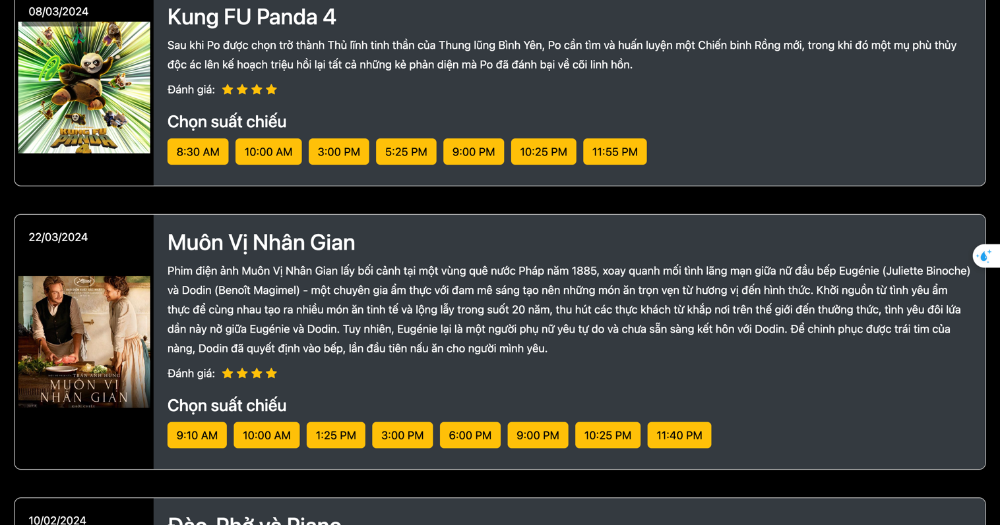 08/03/2024
Kung FU Panda 4
Sau khi Po được chọn trở thành Thủ lĩnh tinh thần của Thung lũng Bình Yên, Po cần tìm và huấn luyện một Chiến binh Rồng mới, trong khi đó một mụ phù thủy
độc ác lên kế hoạch triệu hồi lại tất cả những kẻ phản diện mà Po đã đánh bại về cõi linh hồn.
Đánh giá:
KUNG FU
PANDA
4
Chọn suất chiếu
8:30 AM 10:00 AM 3:00 PM 5:25 PM 9:00 PM 10:25 PM 11:55 PM
22/03/2024
Muôn Vị Nhân Gian
Phim điện ảnh Muôn Vị Nhân Gian lấy bối cảnh tại một vùng quê nước Pháp năm 1885, xoay quanh mối tình lãng mạn giữa nữ đầu bếp Eugénie (Juliette Binoche)
và Dodin (Benoît Magimel) - một chuyên gia ẩm thực với đam mê sáng tạo nên những món ăn trọn vẹn từ hương vị đến hình thức. Khởi nguồn từ tình yêu ẩm
thực để cùng nhau tạo ra nhiều món ăn tinh tế và lộng lẫy trong suốt 20 năm, thu hút các thực khách từ khắp nơi trên thế giới đến thưởng thức, tình yêu đôi lứa
dần nảy nở giữa Eugénie và Dodin. Tuy nhiên, Eugénie lại là một người phụ nữ yêu tự do và chưa sẵn sàng kết hôn với Dodin. Để chinh phục được trái tim của
nàng, Dodin đã quyết định vào bếp, lần đầu tiên nấu ăn cho người mình yêu.
Đánh giá:
TRẦN ANH HÙNG
MUÔN VỊ
NHÂN GIAN
KHỞI CHIẾU
Chọn suất chiếu
9:10 AM 10:00 AM 1:25 PM 3:00 PM 6:00 PM 9:00 PM 10:25 PM 11:40 PM
10/02/2024
Đào, Phở và Piano